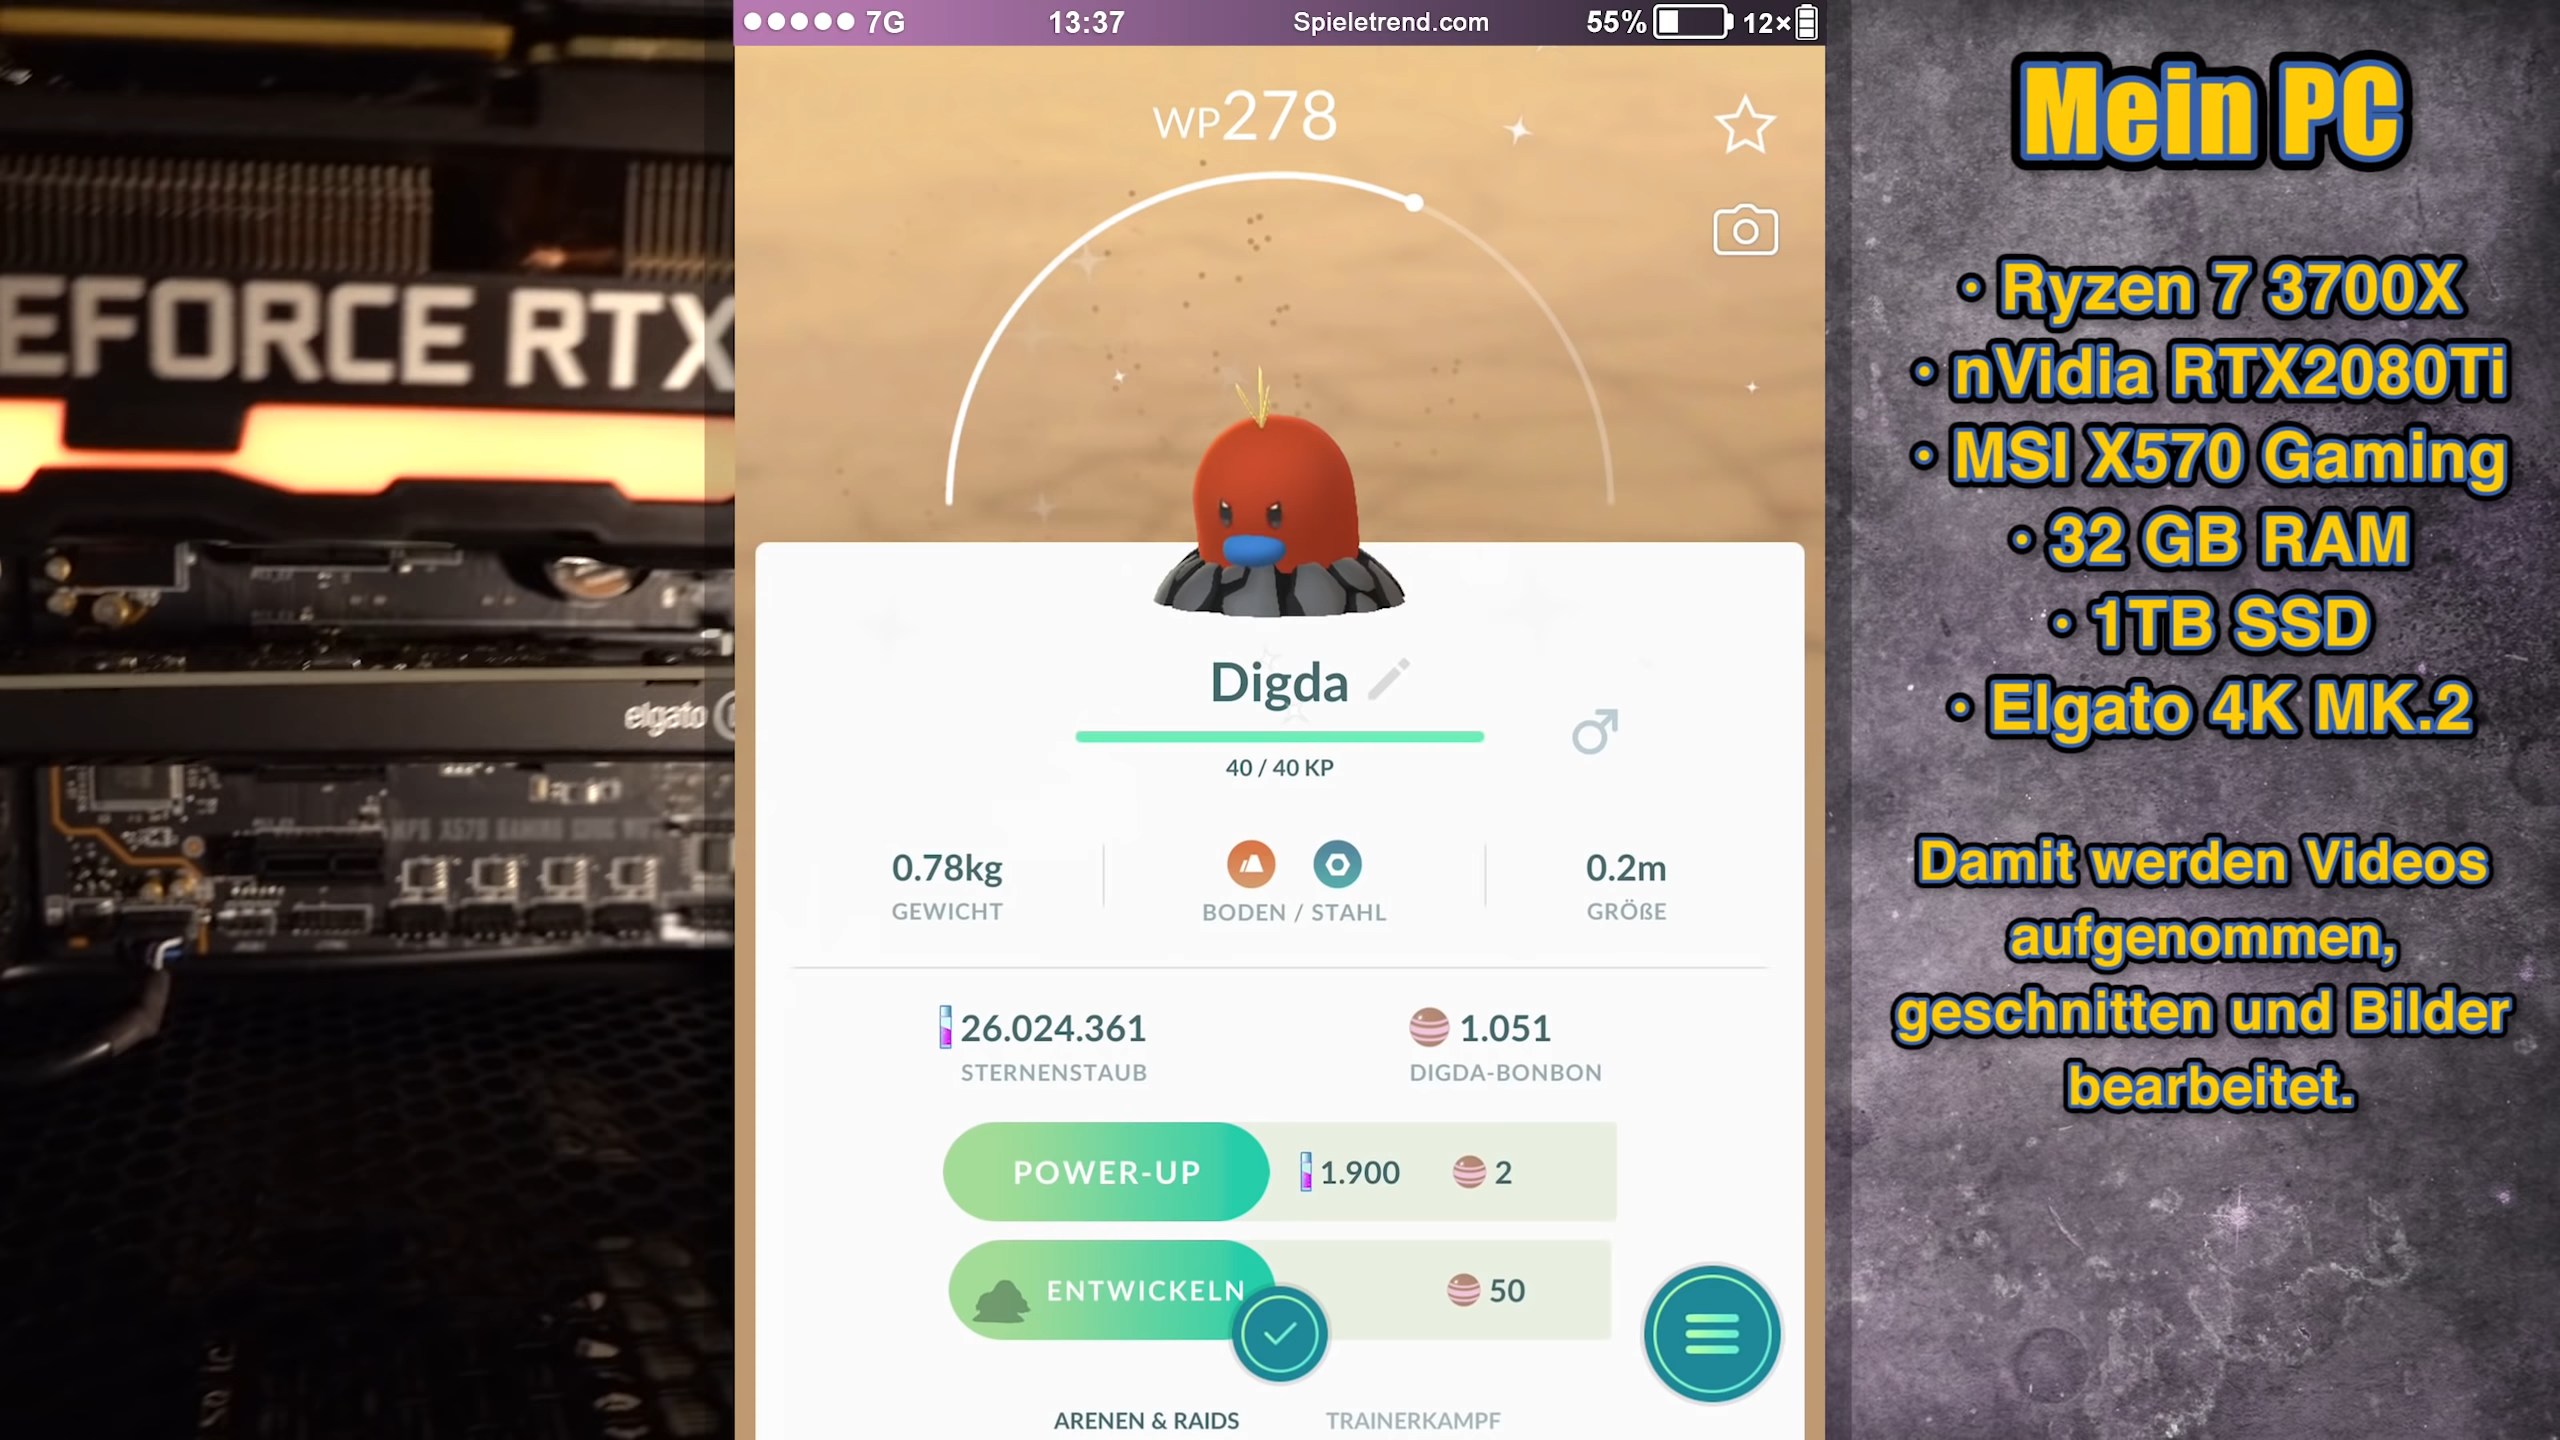 EFORCE RTX
elgato
7G 13:37 Spieletrend.com 55% 12×
WP278
Digda
40 / 40 KP
0.78kg
GEWICHT
BODEN / STAHL
0.2m
GRÖßE
26.024.361
STERNENSTAUB
1.051
DIGDA-BONBON
POWER-UP 1.900 2
ENTWICKELN 50
ARENEN & RAIDS TRAINERKAMPF
Mein PC
• Ryzen 7 3700X
• nVidia RTX2080Ti
• MSI X570 Gaming
• 32 GB RAM
• 1TB SSD
• Elgato 4K MK.2
Damit werden Videos
aufgenommen,
geschnitten und Bilder
bearbeitet.